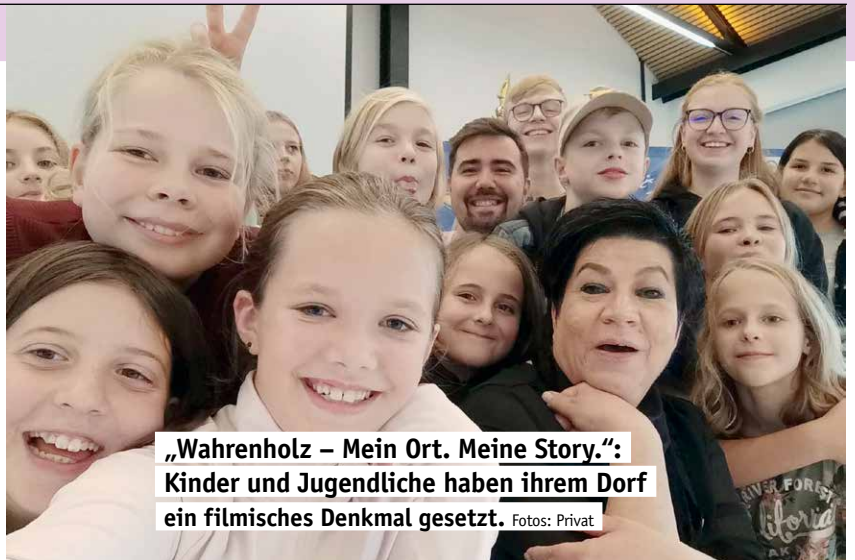 „Wahrenholz – Mein Ort. Meine Story.“:
Kinder und Jugendliche haben ihrem Dorf
ein filmisches Denkmal gesetzt. Fotos: Privat